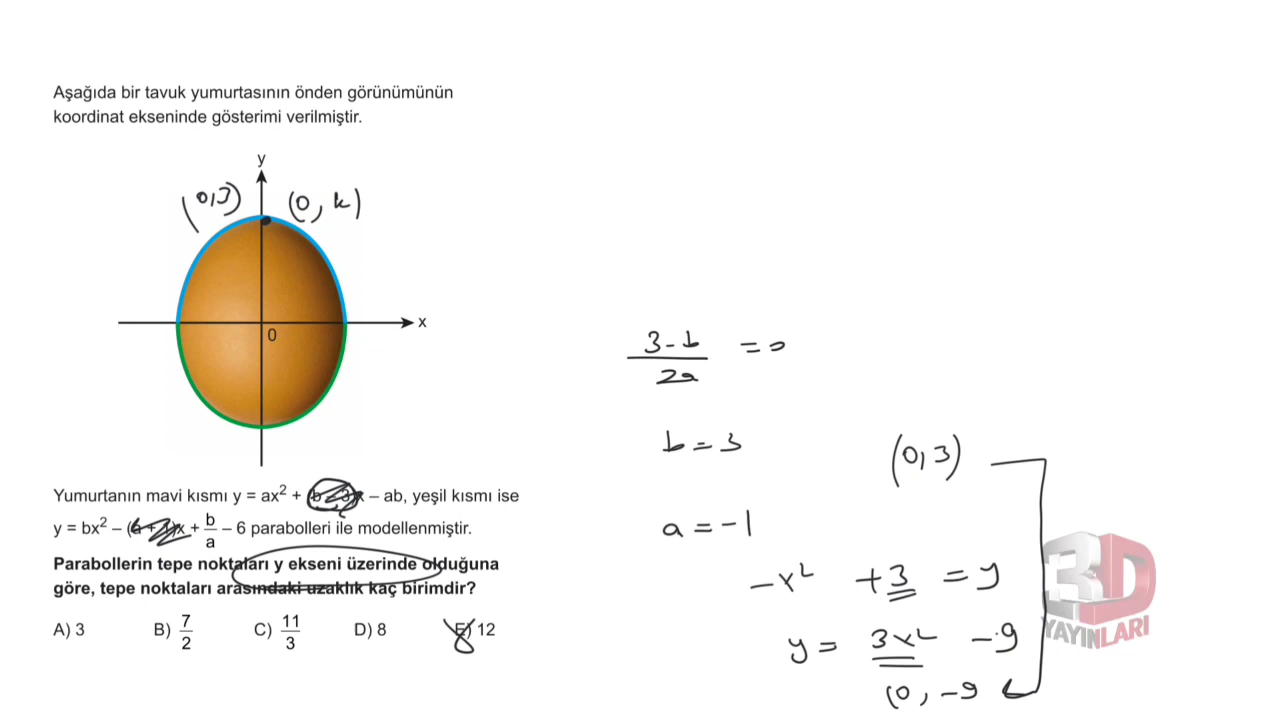 Aşağıda bir tavuk yumurtasının önden görünümünün
koordinat ekseninde gösterimi verilmiştir.
y
(0,3) (0, k)
x
0
3-b / 2a = 0
b = 3
a = -1
(0,3)
-x² +3 = y
y = 3x² -9
(0, -9
Yumurtanın mavi kısmı y = ax² + (b – 3)x – ab, yeşil kısmı ise
y = bx² – (a + 1)x + b/a – 6 parabolleri ile modellenmiştir.
Parabollerin tepe noktaları y ekseni üzerinde olduğuna
göre, tepe noktaları arasındaki uzaklık kaç birimdir?
A) 3 B) 7/2 C) 11/3 D) 8 E) 12
3D
YAYINLARI